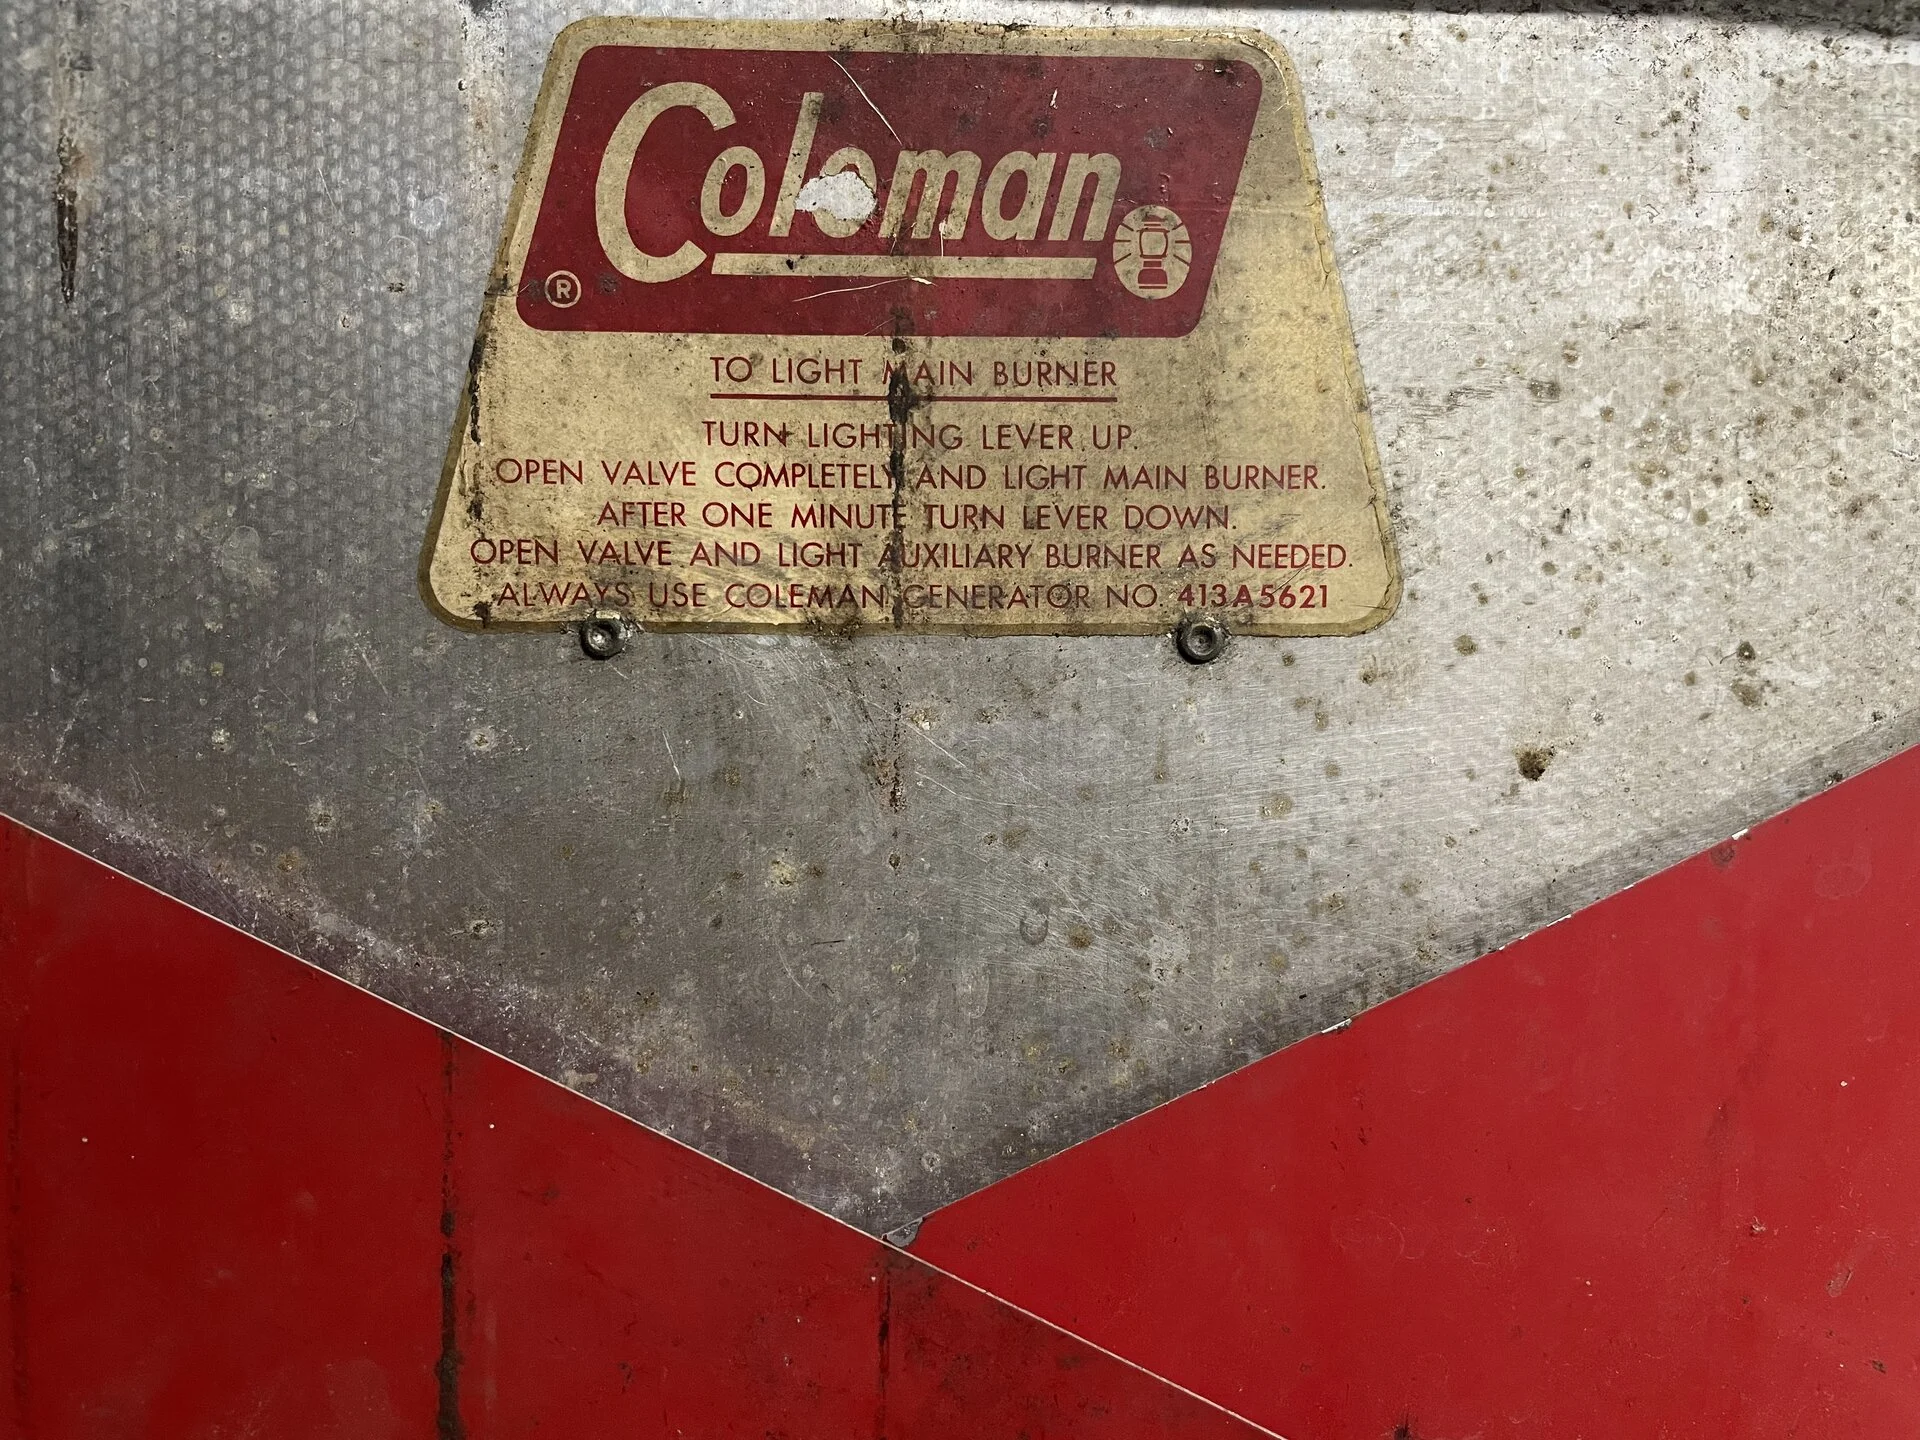 Coleman
®
TO LIGHT MAIN BURNER
TURN LIGHTING LEVER UP.
OPEN VALVE COMPLETELY AND LIGHT MAIN BURNER.
AFTER ONE MINUTE TURN LEVER DOWN.
OPEN VALVE AND LIGHT AUXILIARY BURNER AS NEEDED.
ALWAYS USE COLEMAN GENERATOR NO. 413A5621